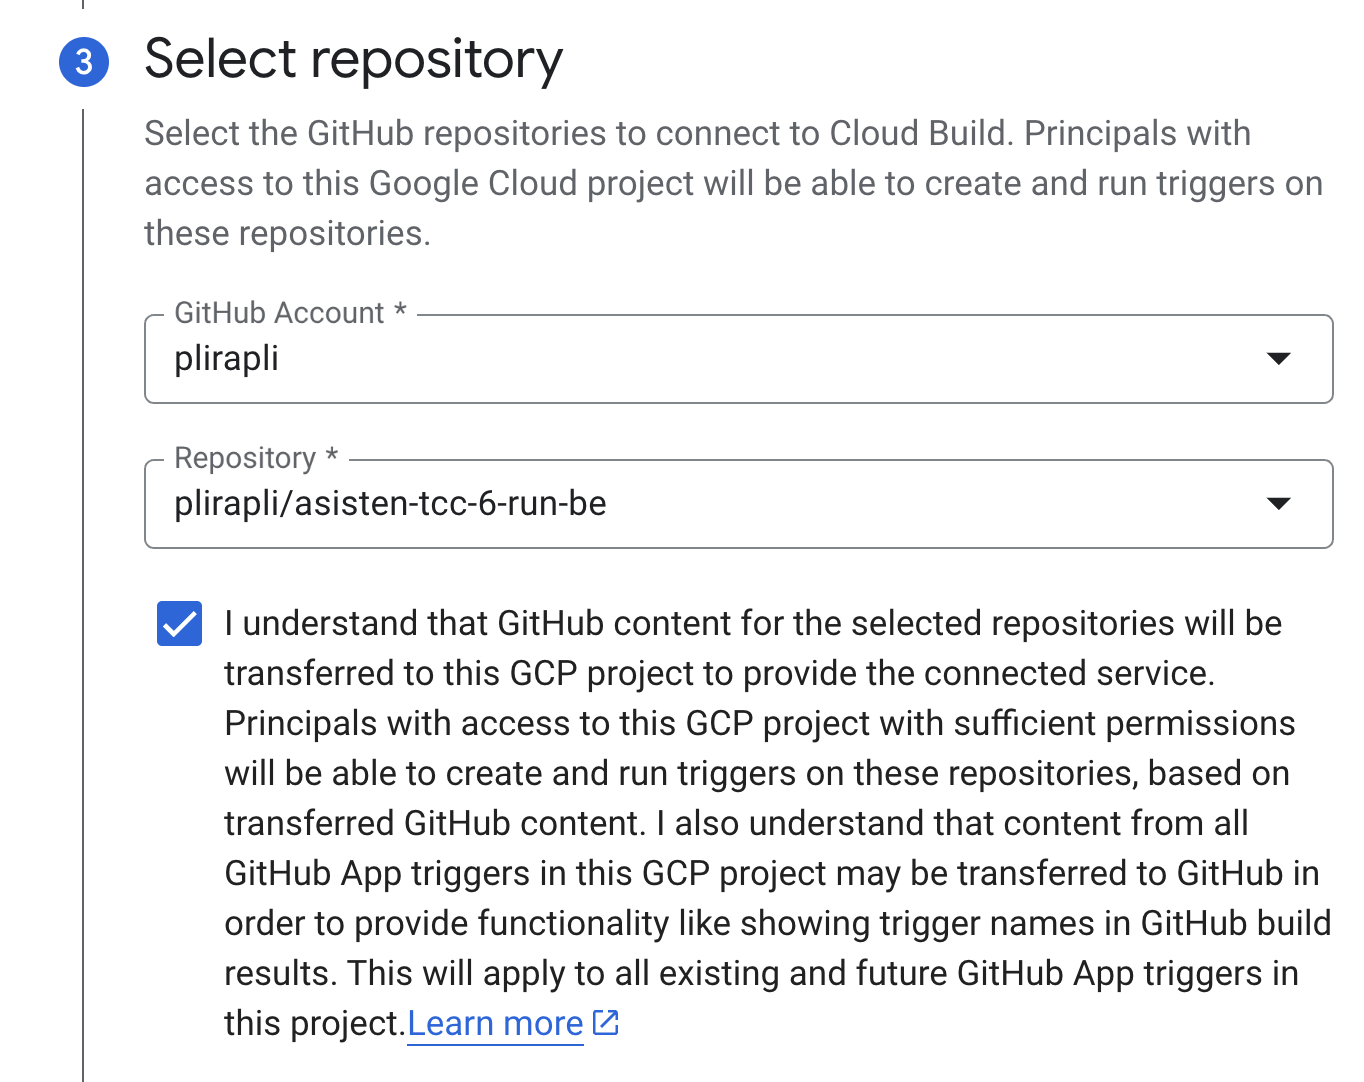 3
Select repository
Select the GitHub repositories to connect to Cloud Build. Principals with
access to this Google Cloud project will be able to create and run triggers on
these repositories.
GitHub Account *
plirapli
Repository *
plirapli/asisten-tcc-6-run-be
I understand that GitHub content for the selected repositories will be
transferred to this GCP project to provide the connected service.
Principals with access to this GCP project with sufficient permissions
will be able to create and run triggers on these repositories, based on
transferred GitHub content. I also understand that content from all
GitHub App triggers in this GCP project may be transferred to GitHub in
order to provide functionality like showing trigger names in GitHub build
results. This will apply to all existing and future GitHub App triggers in
this project.Learn more